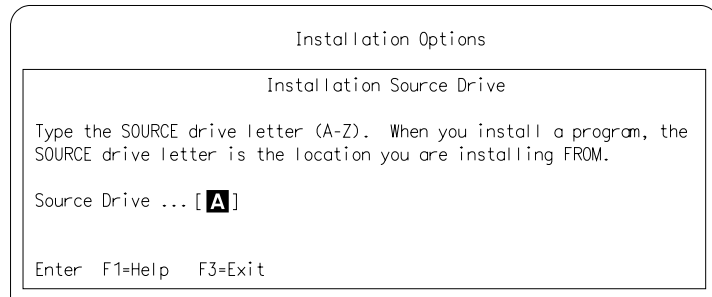 Installation Options
Installation Source Drive
Type the SOURCE drive letter (A-Z).  When you install a program, the
SOURCE drive letter is the location you are installing FROM.
Source Drive ... [A]
Enter  F1=Help  F3=Exit